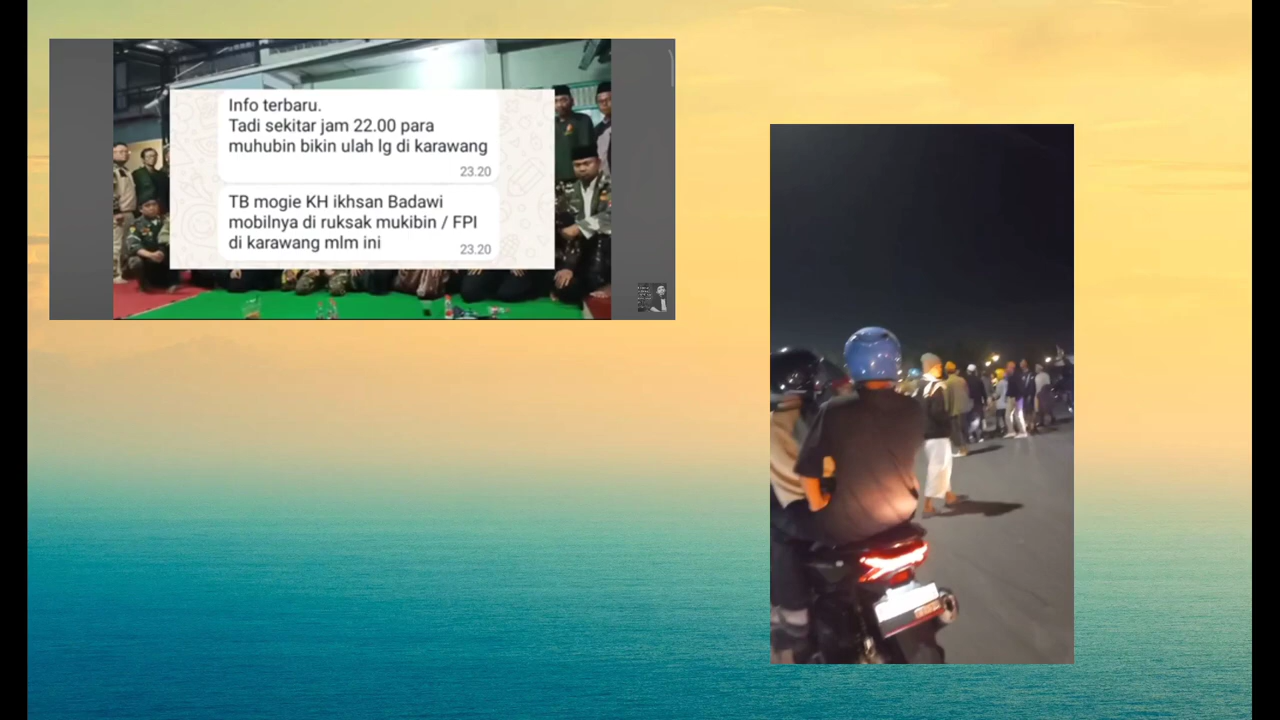 Info terbaru.
Tadi sekitar jam 22.00 para
muhubin bikin ulah lg di karawang
23.20
TB mogie KH ikhsan Badawi
mobilnya di ruksak mukibin / FPI
di karawang mlm ini
23.20